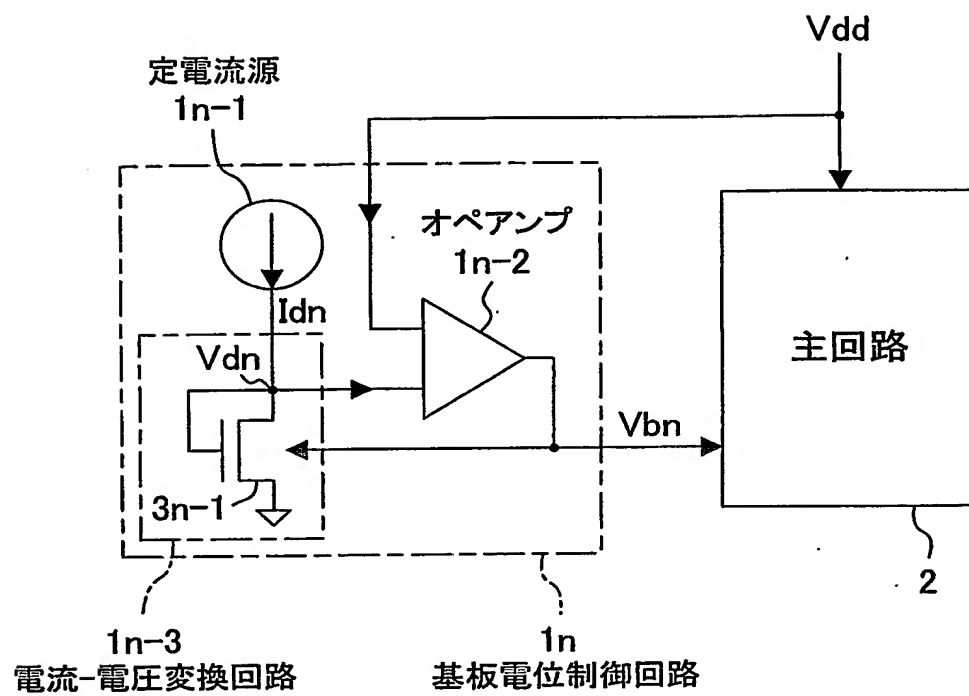 Vdd
定電流源
1n-1
オペアンプ
1n-2
Idn
Vdn
主回路
Vbn
3n-1
2
1n-3
電流-電圧変換回路
1n
基板電位制御回路